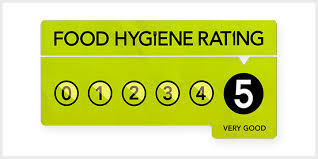 FOOD HYGIENE RATING
0 1 2 3 4 5
VERY GOOD